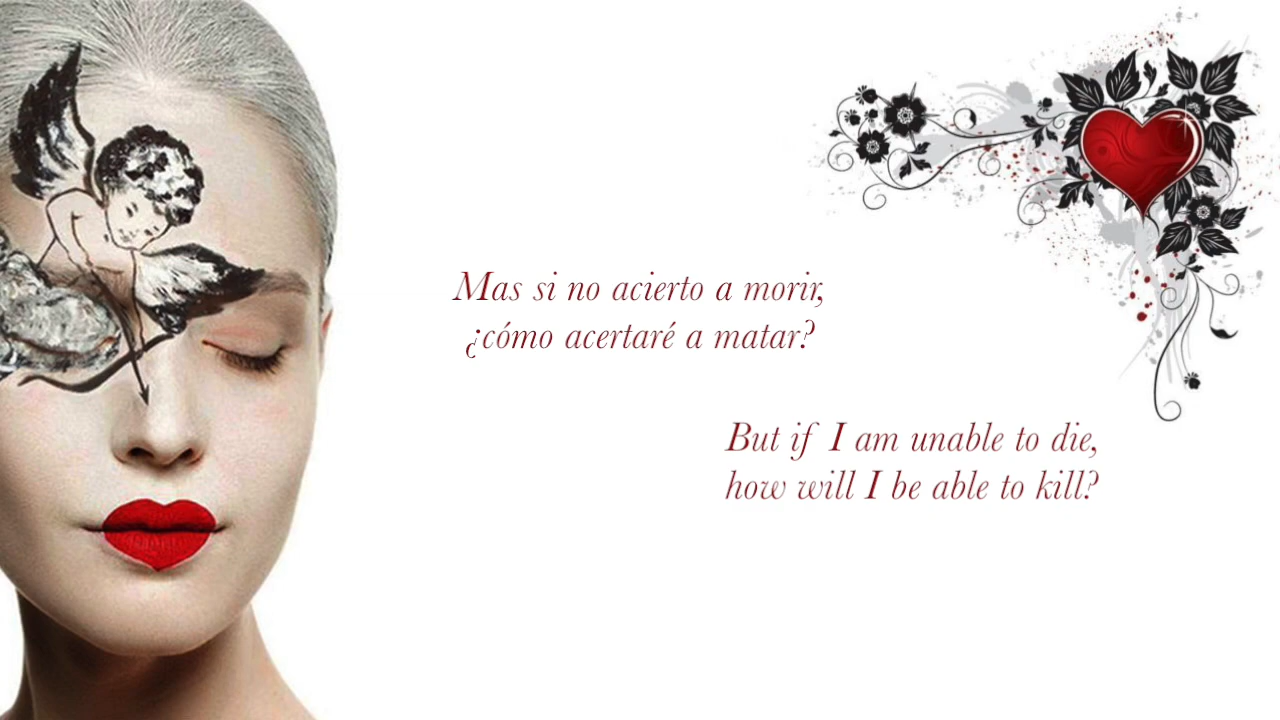 Mas si no acierto a morir,
¿cómo acertaré a matar?
But if I am unable to die,
how will I be able to kill?